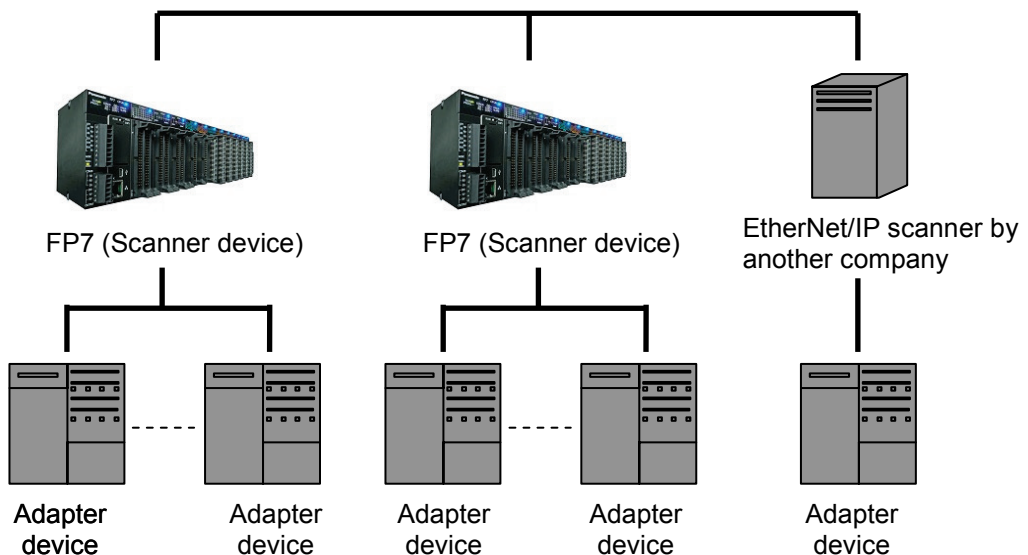 FP7 (Scanner device)
FP7 (Scanner device)
EtherNet/IP scanner by
another company
Adapter
device
Adapter
device
Adapter
device
Adapter
device
Adapter
device